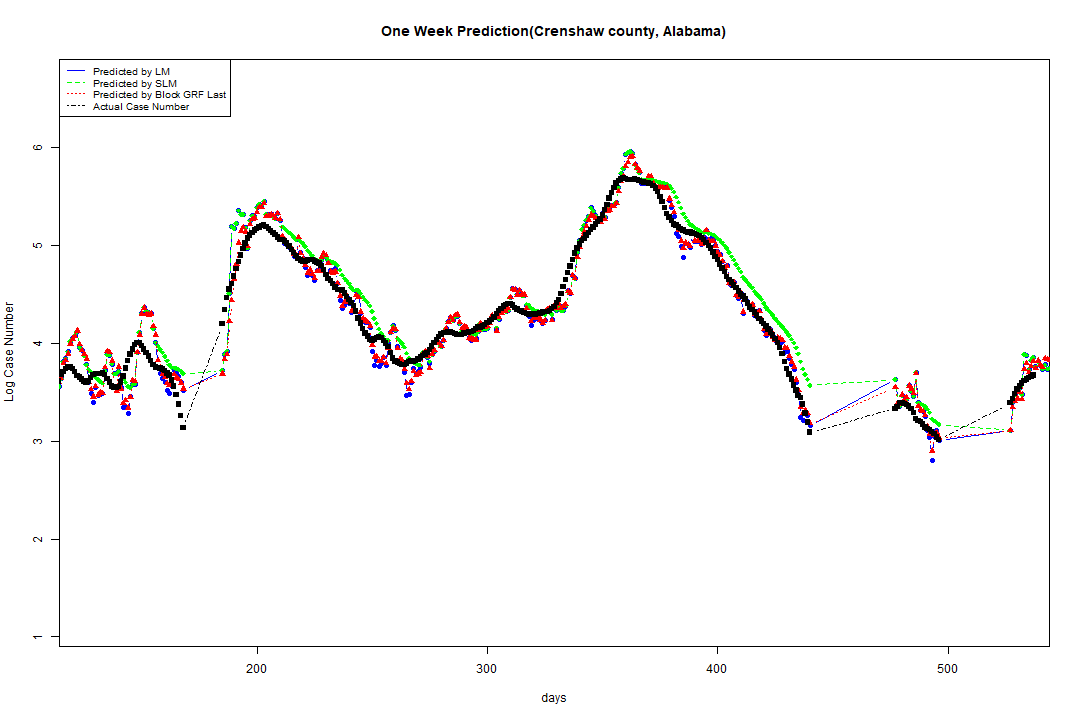 One Week Prediction(Crenshaw county, Alabama)
Predicted by LM
Predicted by SLM
Predicted by Block GRF Last
Actual Case Number
6
5
4
3
2
1
Log Case Number
200
300
400
500
days